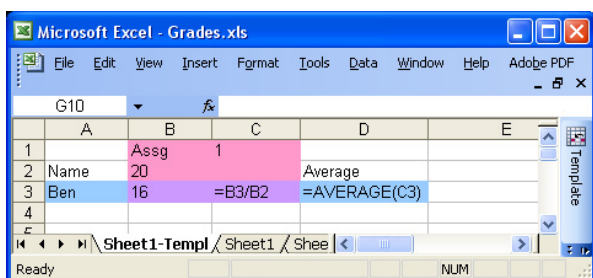 Microsoft Excel - Grades.xls
File Edit View Insert Format Tools Data Window Help Adobe PDF
G10 fx
A B C D E
1 Assg 1
2 Name 20 Average
3 Ben 16 =B3/B2 =AVERAGE(C3)
4
5
Sheet1-Templ Sheet1 Shee
Ready NUM
Template